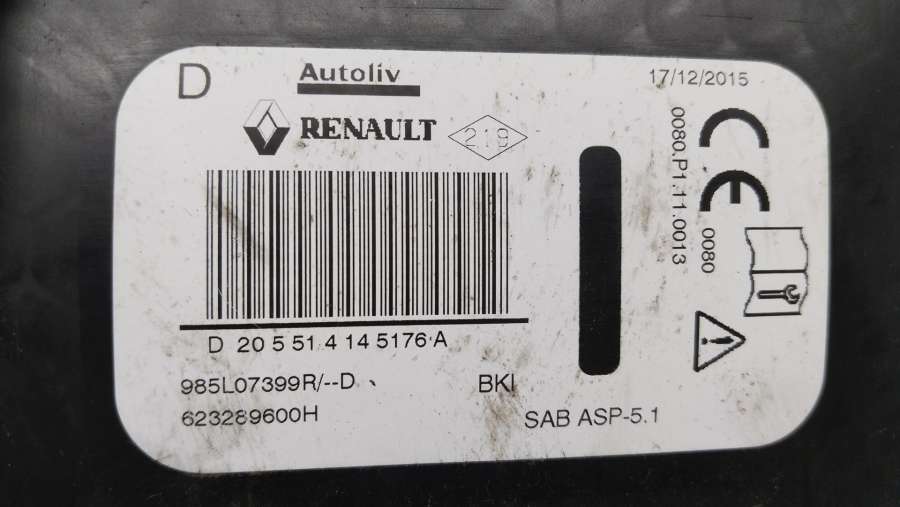 D
Autoliv
17/12/2015
RENAULT
219
0080.P1.11.0013
CE
0080
D 20 5 51 4 14 5176 A
985L07399R/--D
BKI
623289600H
SAB ASP-5.1